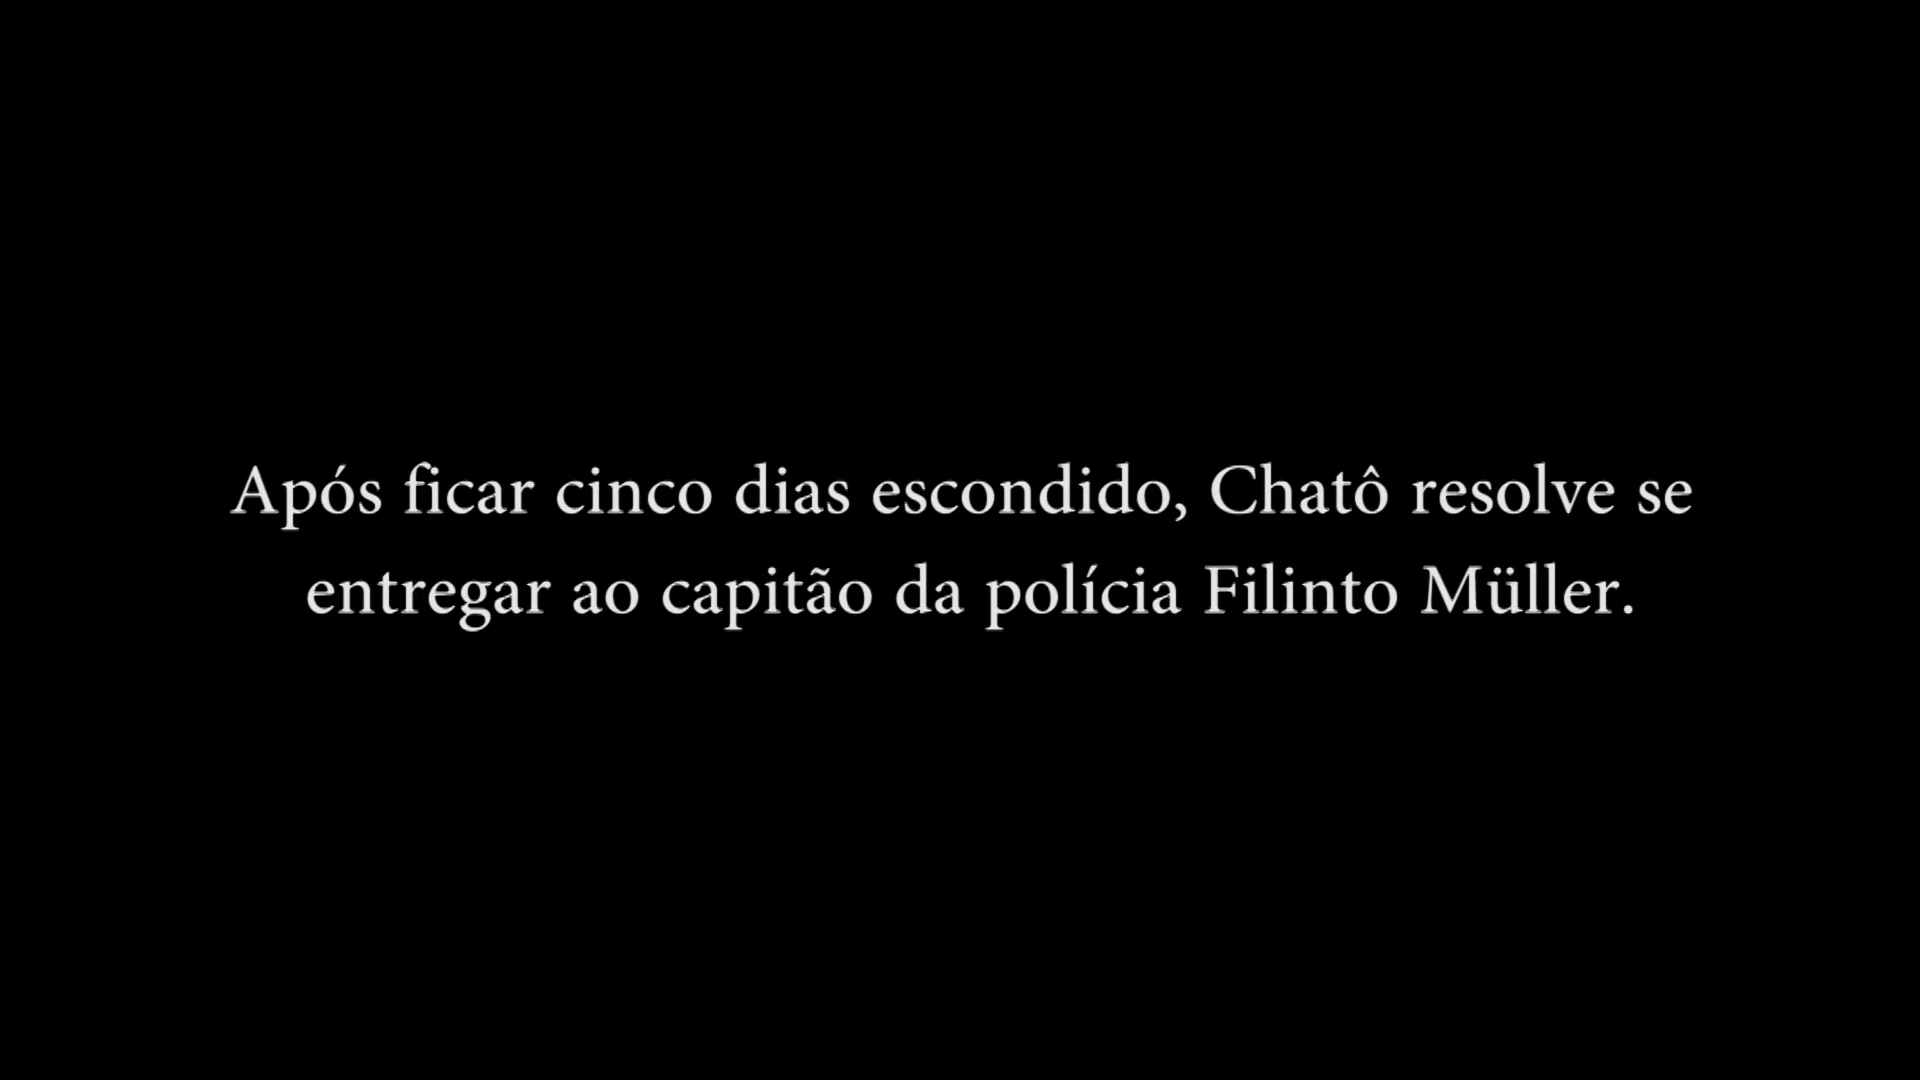 Após ficar cinco dias escondido, Chatô resolve se
entregar ao capitão da polícia Filinto Müller.